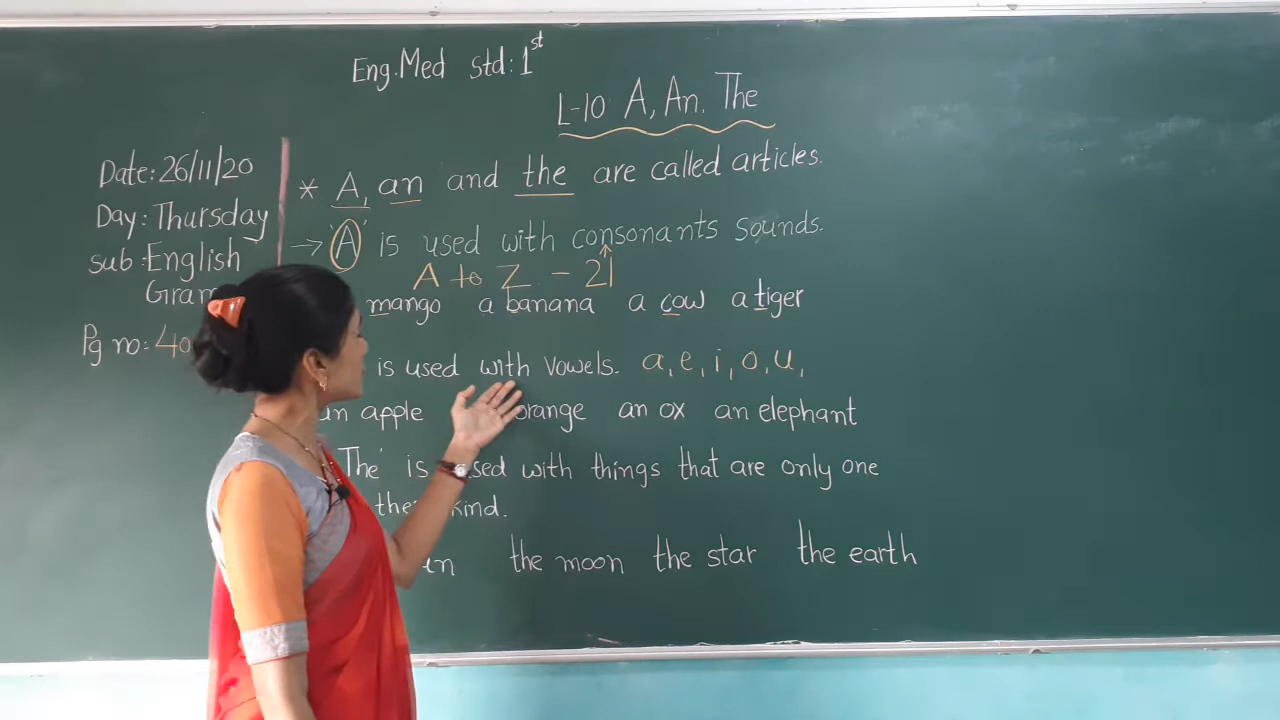 Eng.Med std: 1st
L-10 A, An. The
Date: 26/11/20
Day: Thursday
sub: English
Gram
Pg no: 40
* A, an and the are called articles.
→ 'A' is used with consonants sounds.
A to Z - 21
mango a banana a cow a tiger
is used with vowels. a, e, i, o, u,
an apple orange an ox an elephant
The' is used with things that are only one
kind.
the moon the star the earth